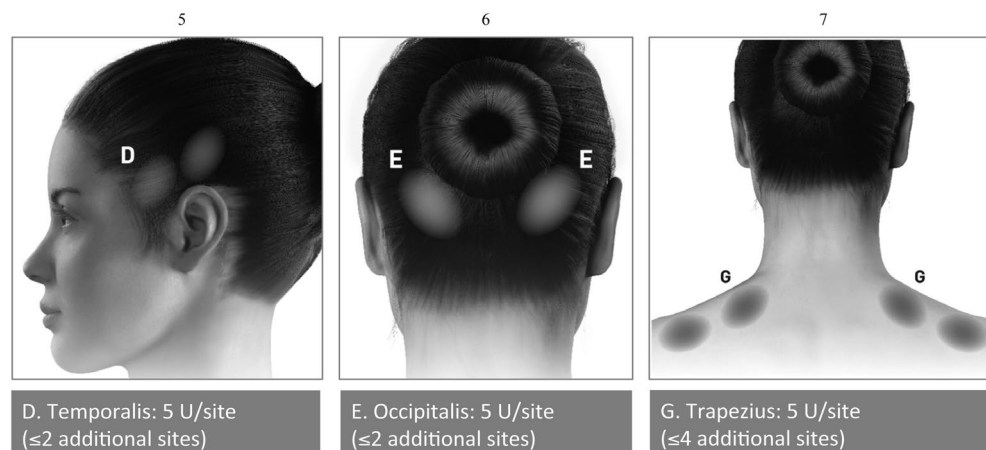 5
6
7
D
E
E
G
G
D. Temporalis: 5 U/site
(≤2 additional sites)
E. Occipitalis: 5 U/site
(≤2 additional sites)
G. Trapezius: 5 U/site
(≤4 additional sites)